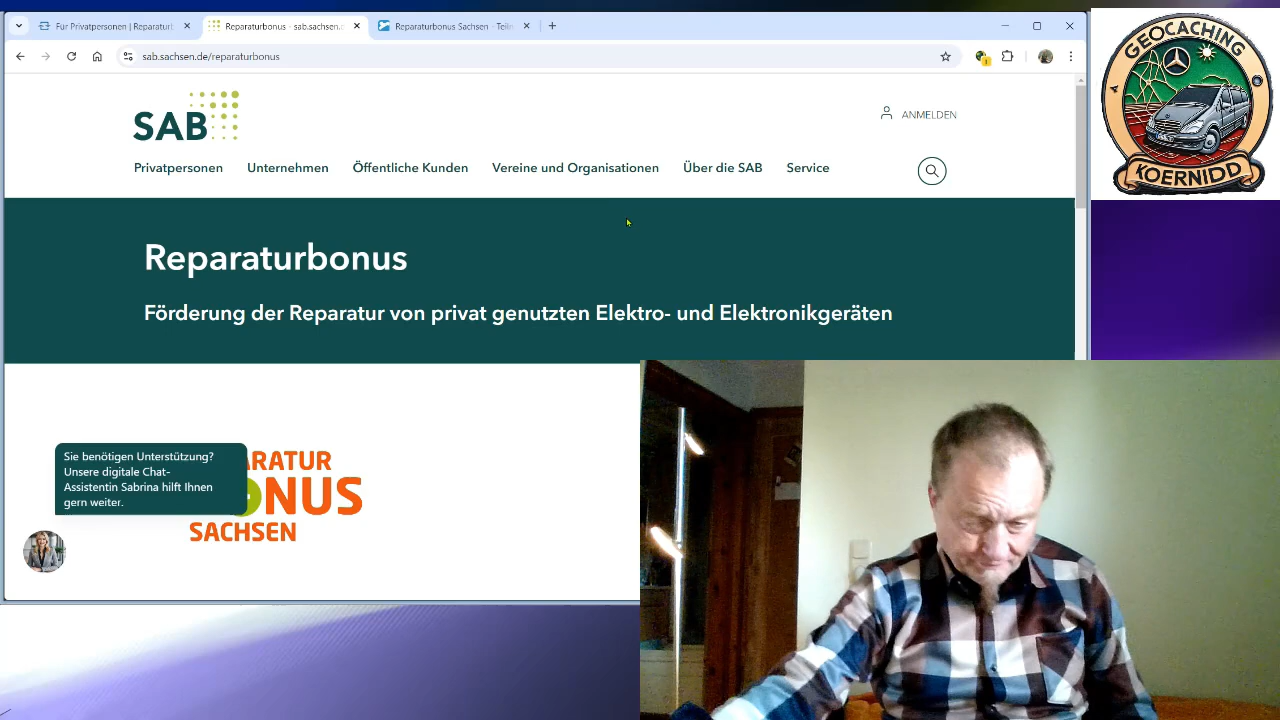 Für Privatpersonen | Reparaturb
Reparaturbonus - sab.sachsen.
Reparaturbonus Sachsen - Teiln
sab.sachsen.de/reparaturbonus
SAB
ANMELDEN
Privatpersonen Unternehmen Öffentliche Kunden Vereine und Organisationen Über die SAB Service
Reparaturbonus
Förderung der Reparatur von privat genutzten Elektro- und Elektronikgeräten
Sie benötigen Unterstützung?
Unsere digitale Chat-
Assistentin Sabrina hilft Ihnen
gern weiter.
ARATUR
NUS
SACHSEN
GEOCACHING
KOERNIDD